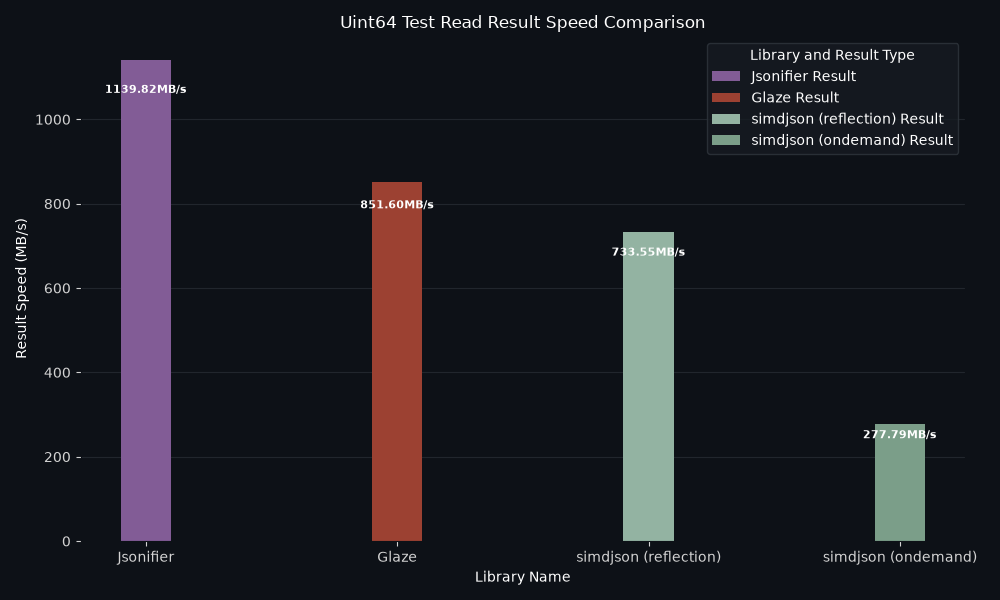 Uint64 Test Read Result Speed Comparison
Library and Result Type
Jsonifier Result
Glaze Result
simdjson (reflection) Result
simdjson (ondemand) Result
Result Speed (MB/s)
1000
800
600
400
200
0
1139.82MB/s
851.60MB/s
733.55MB/s
277.79MB/s
Jsonifier
Glaze
simdjson (reflection)
simdjson (ondemand)
Library Name